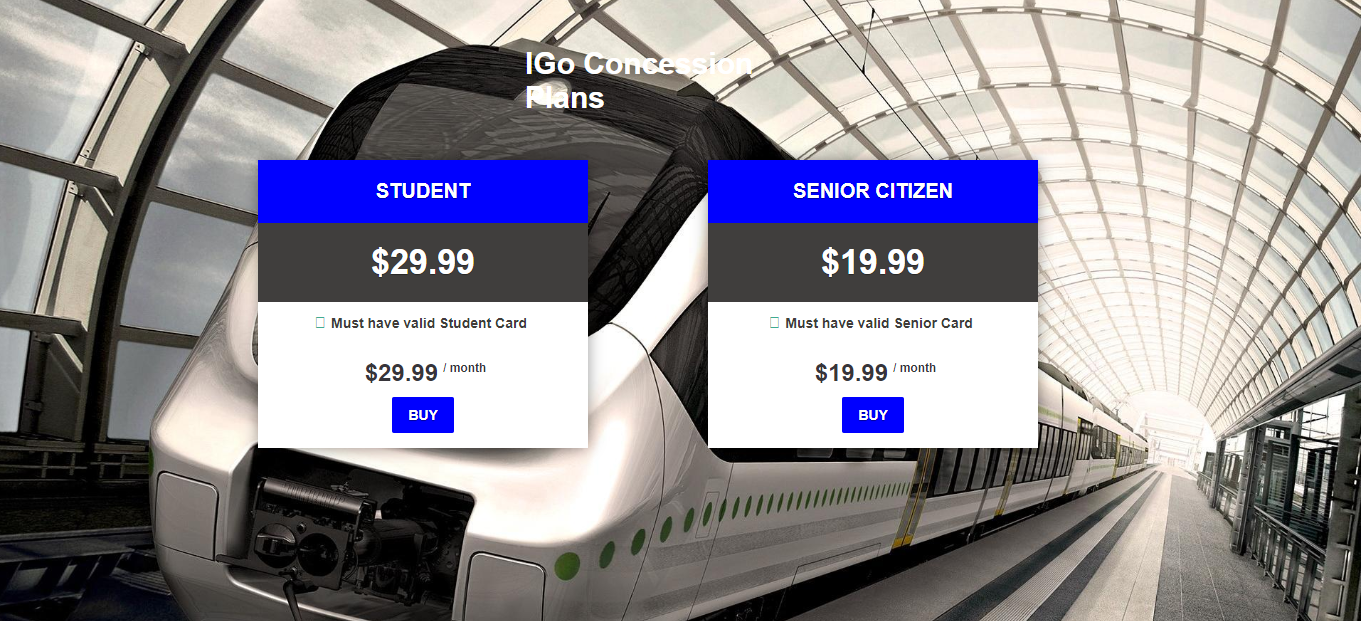 IGo Concession
Plans
STUDENT
$29.99
Must have valid Student Card
$29.99 / month
BUY
SENIOR CITIZEN
$19.99
Must have valid Senior Card
$19.99 / month
BUY